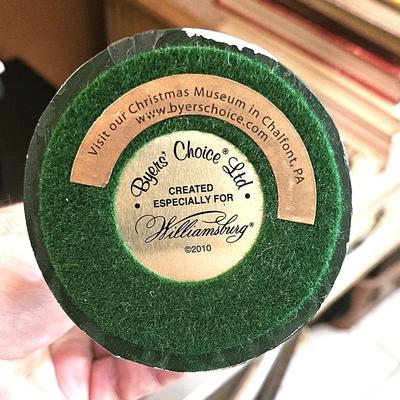 Visit our Christmas Museum in Chalfont, PA
www.byerschoice.com
Byers' Choice® Ltd
CREATED
ESPECIALLY FOR
Williamsburg®
©2010